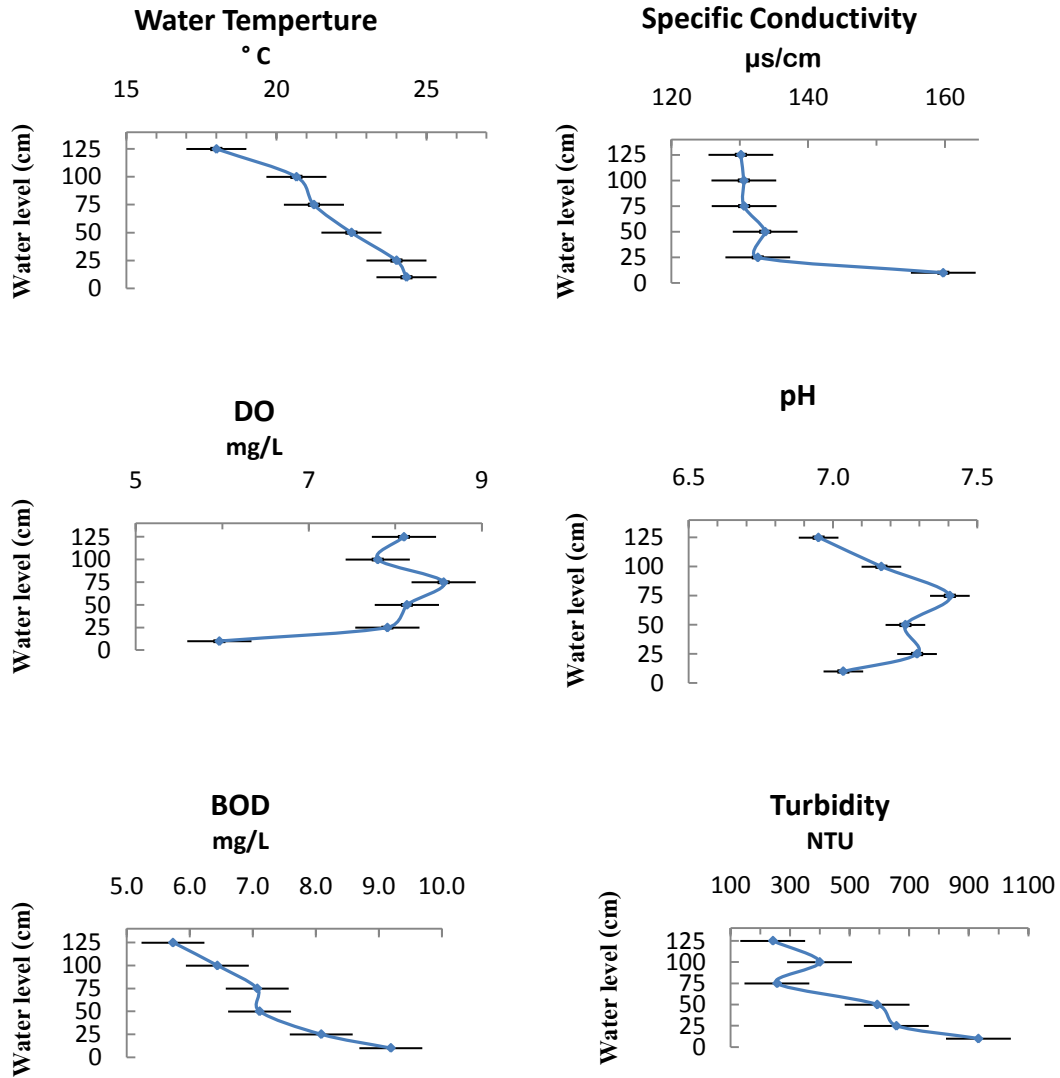 Water Temperture
° C
15 20 25
Water level (cm)
125
100
75
50
25
0
Specific Conductivity
µs/cm
120 140 160
Water level (cm)
125
100
75
50
25
0
DO
mg/L
5 7 9
Water level (cm)
125
100
75
50
25
0
pH
6.5 7.0 7.5
Water level (cm)
125
100
75
50
25
0
BOD
mg/L
5.0 6.0 7.0 8.0 9.0 10.0
Water level (cm)
125
100
75
50
25
0
Turbidity
NTU
100 300 500 700 900 1100
Water level (cm)
125
100
75
50
25
0